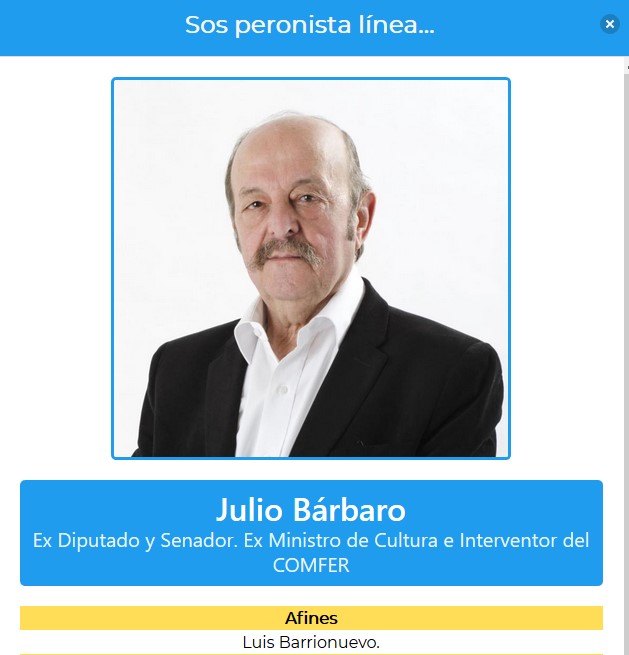 Sos peronista línea...
Julio Bárbaro
Ex Diputado y Senador. Ex Ministro de Cultura e Interventor del
COMFER
Afines
Luis Barrionuevo.